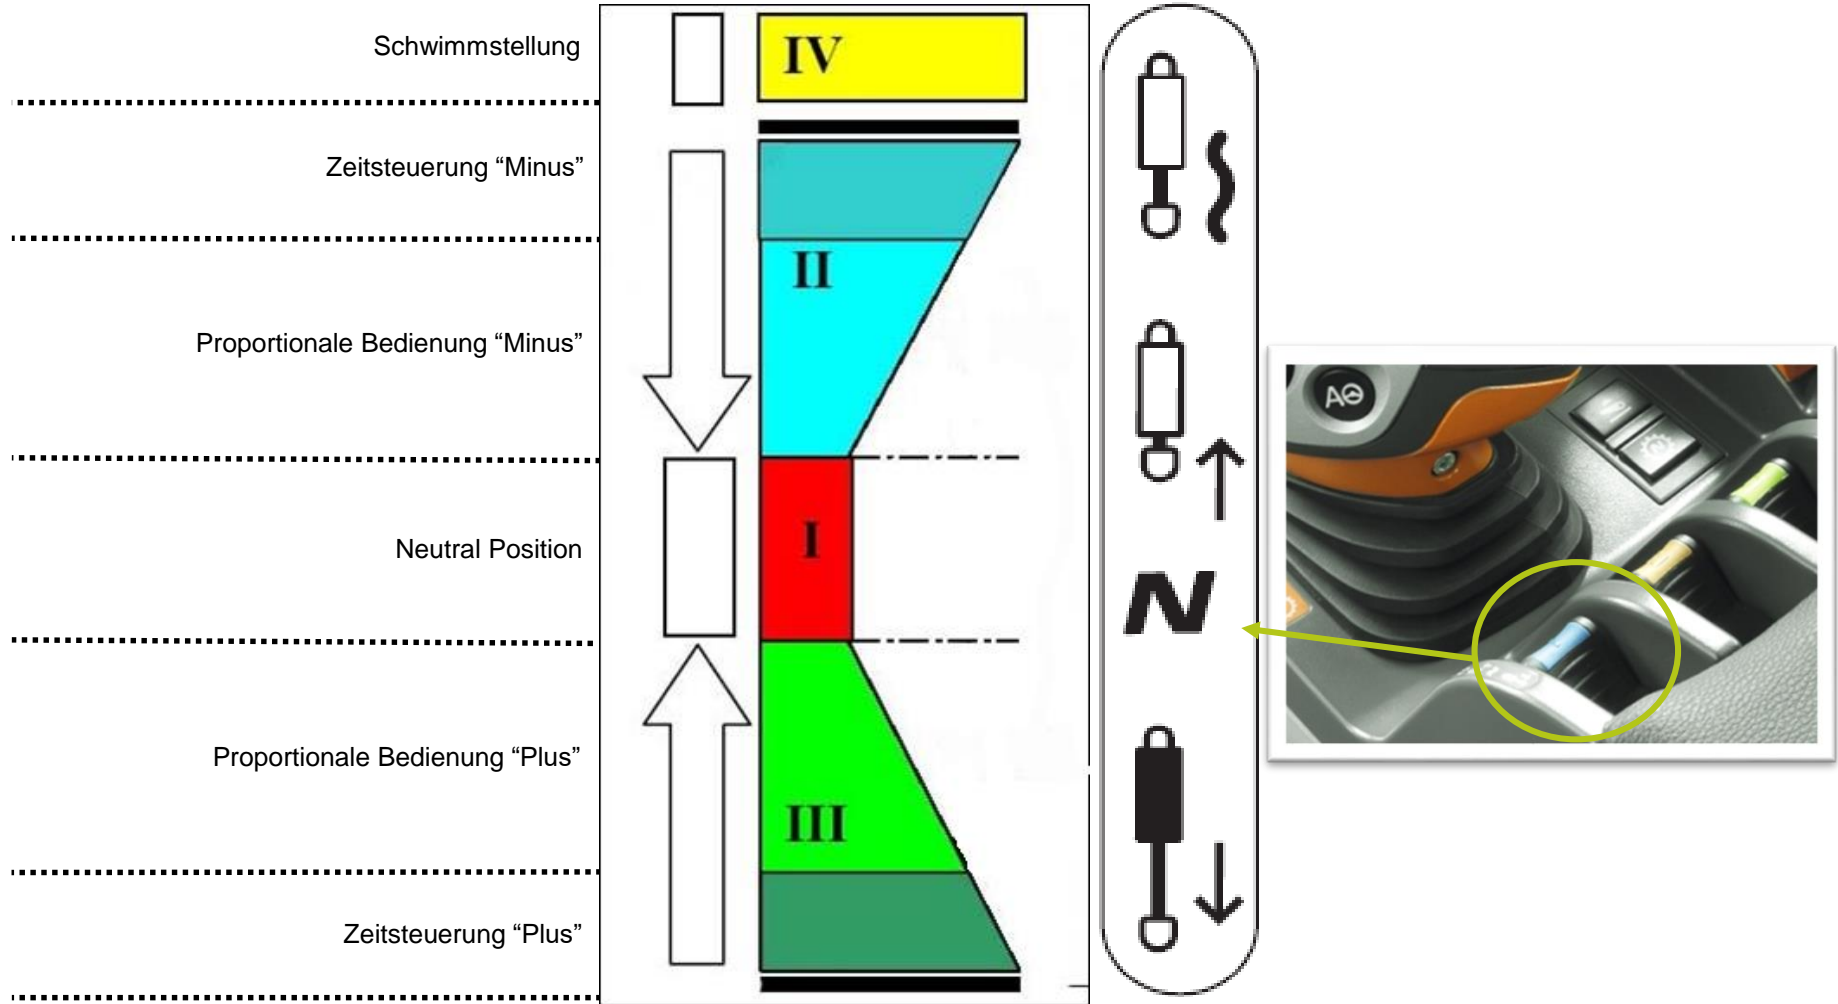 Schwimmstellung
IV
Zeitsteuerung “Minus”
II
Proportionale Bedienung “Minus”
Neutral Position
I
N
Proportionale Bedienung “Plus”
III
Zeitsteuerung “Plus”
A